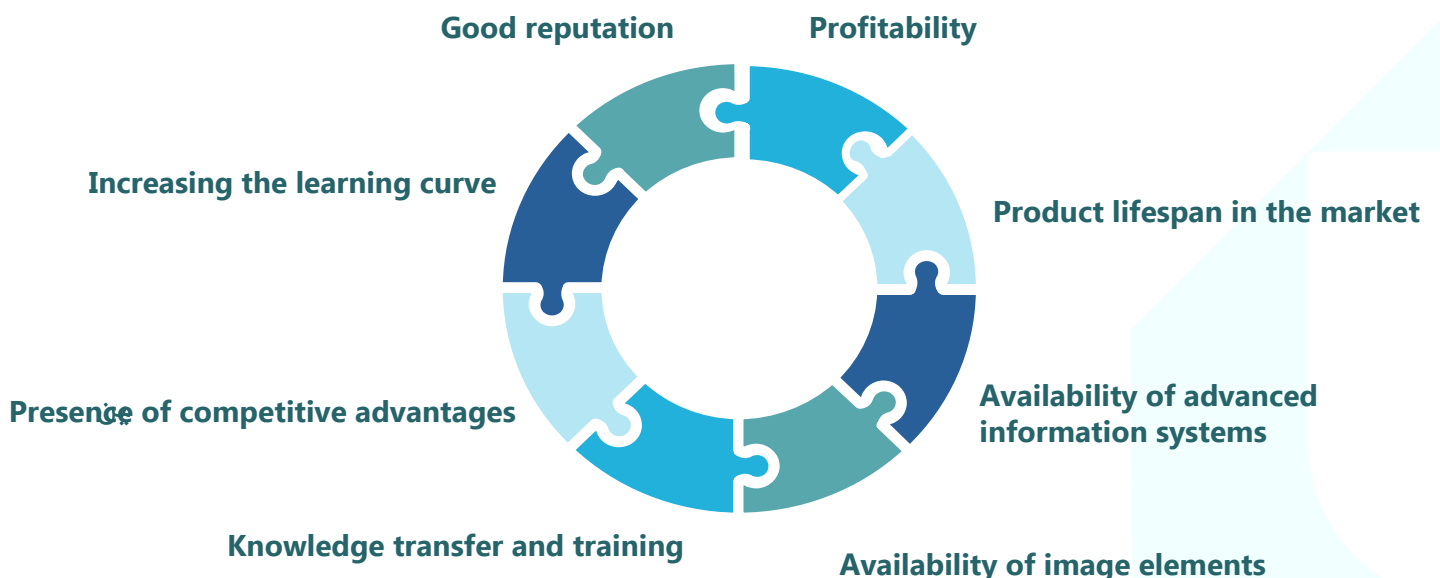 Good reputation
Profitability
Increasing the learning curve
Product lifespan in the market
Presence of competitive advantages
Availability of advanced
information systems
Knowledge transfer and training
Availability of image elements